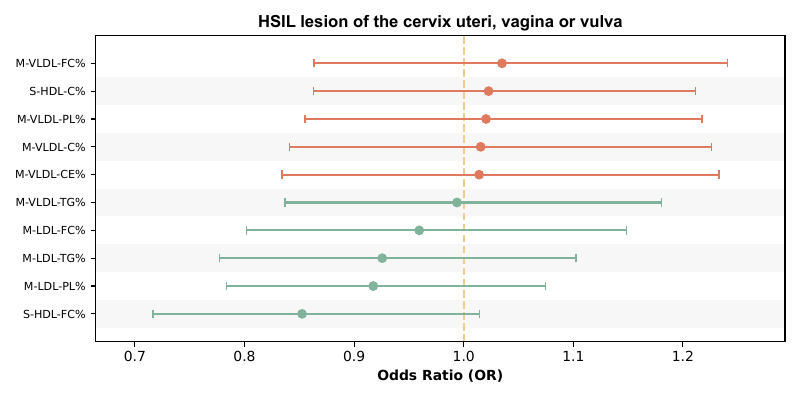 HSIL lesion of the cervix uteri, vagina or vulva
M-VLDL-FC%
S-HDL-C%
M-VLDL-PL%
M-VLDL-C%
M-VLDL-CE%
M-VLDL-TG%
M-LDL-FC%
M-LDL-TG%
M-LDL-PL%
S-HDL-FC%
0.7 0.8 0.9 1.0 1.1 1.2
Odds Ratio (OR)